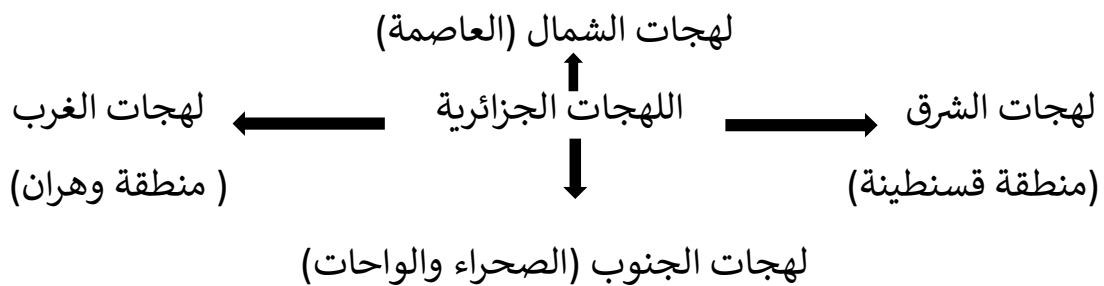 لهجات الشمال (العاصمة)
لهجات الشرق
اللهجات الجزائرية
لهجات الغرب
(منطقة قسنطينة)
( منطقة وهران)
لهجات الجنوب (الصحراء والواحات)